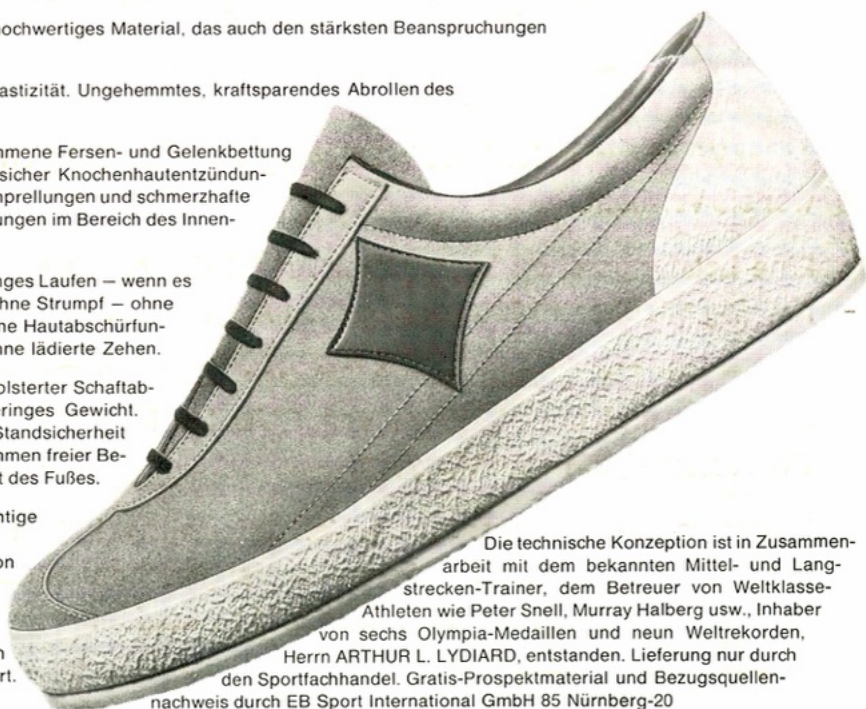 ochwertiges Material, das auch den stärksten Beanspruchungen
astizität. Ungehemmtes, kraftsparendes Abrollen des
mmene Fersen- und Gelenkbettung
sicher Knochenhautentzündun-
nprellungen und schmerzhafte
ungen im Bereich des Innen-
nges Laufen – wenn es
hne Strumpf – ohne
ne Hautabschürfun-
nne lädierte Zehen.
olsterter Schaftab-
ringes Gewicht.
Standsicherheit
mmen freier Be-
t des Fußes.
ntige
on
n
rt.
Die technische Konzeption ist in Zusammen-
arbeit mit dem bekannten Mittel- und Lang-
strecken-Trainer, dem Betreuer von Weltklasse-
Athleten wie Peter Snell, Murray Halberg usw., Inhaber
von sechs Olympia-Medaillen und neun Weltrekorden,
Herrn ARTHUR L. LYDIARD, entstanden. Lieferung nur durch
den Sportfachhandel. Gratis-Prospektmaterial und Bezugsquellen-
nachweis durch EB Sport International GmbH 85 Nürnberg-20